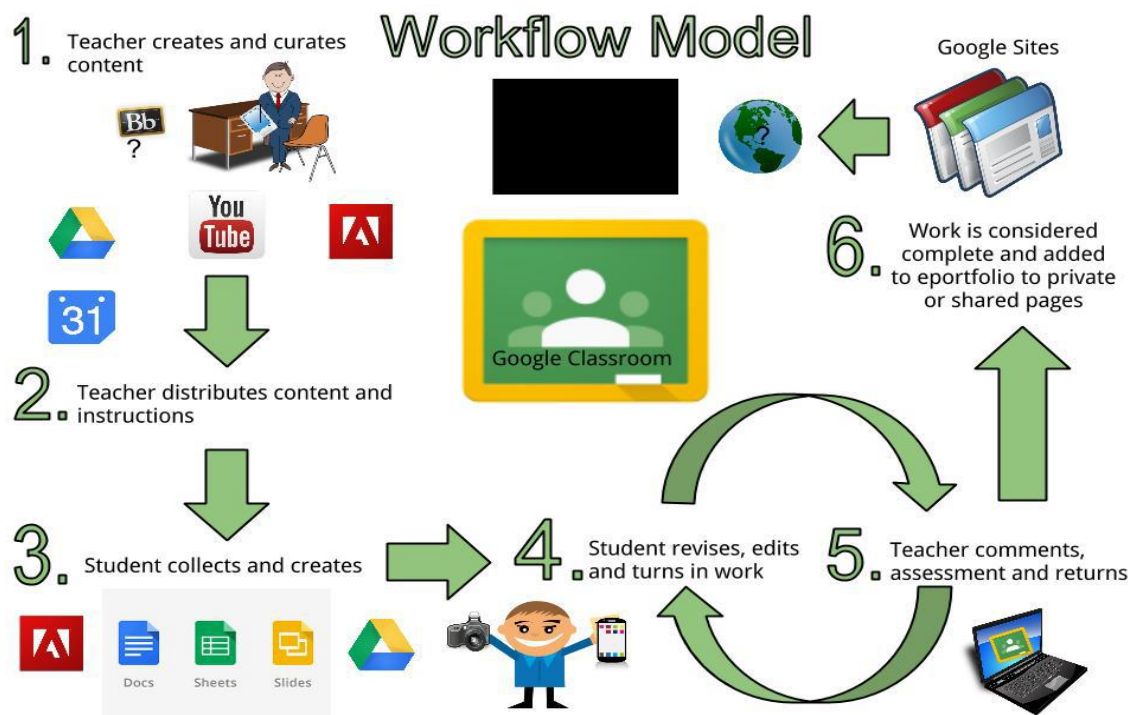 Workflow Model
1.
Teacher creates and curates
content
Bb
?
You
Tube
31
2.
Teacher distributes content and
instructions
3.
Student collects and creates
Docs
Sheets
Slides
4.
Student revises, edits
and turns in work
5.
Teacher comments,
assessment and returns
6.
Work is considered
complete and added
to eportfolio to private
or shared pages
Google Sites
?
Google Classroom